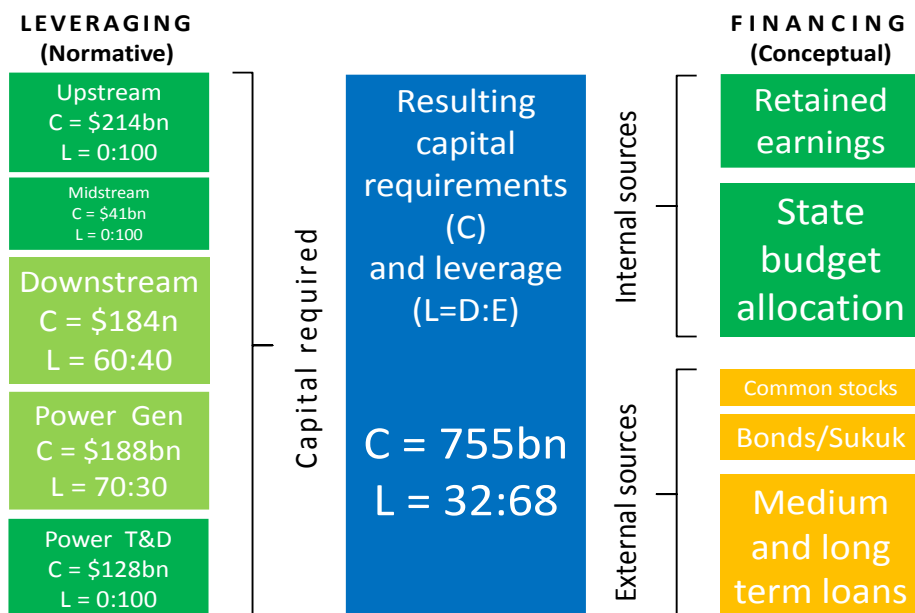 LEVERAGING
(Normative)
Upstream
C = $214bn
L = 0:100
Midstream
C = $41bn
L = 0:100
Downstream
C = $184n
L = 60:40
Power Gen
C = $188bn
L = 70:30
Power T&D
C = $128bn
L = 0:100
Capital required
Resulting
capital
requirements
(C)
and leverage
(L=D:E)
C = 755bn
L = 32:68
FINANCING
(Conceptual)
Internal sources
Retained
earnings
State
budget
allocation
External sources
Common stocks
Bonds/Sukuk
Medium
and long
term loans